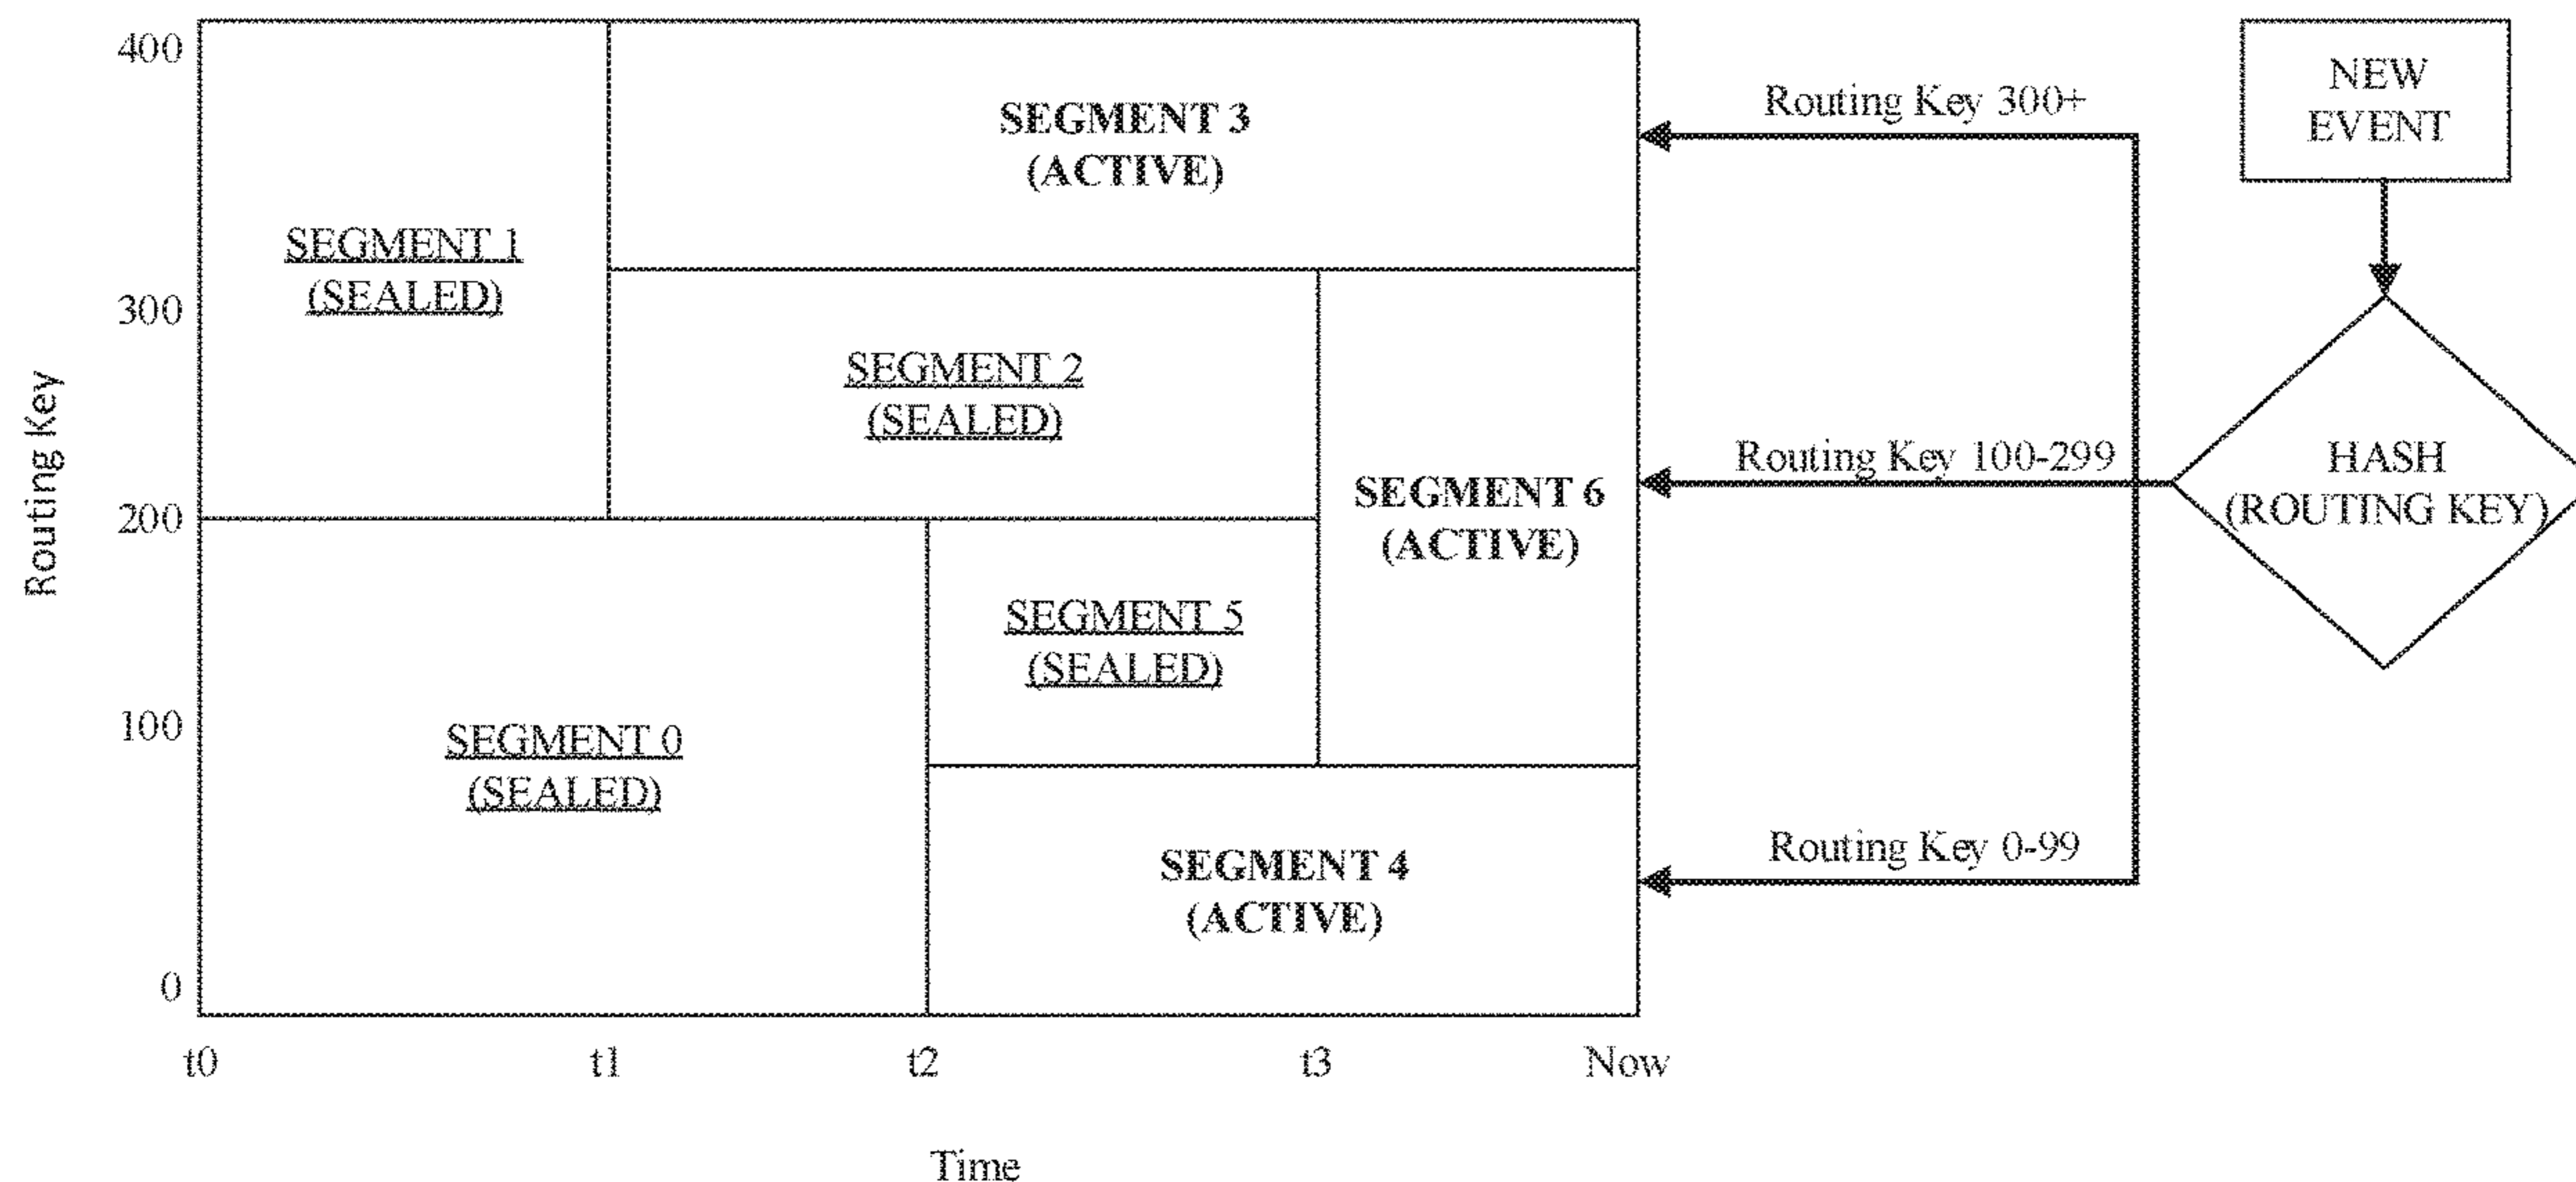 400
300
200
100
0
Routing Key
SEGMENT 1
(SEALED)
SEGMENT 3
(ACTIVE)
SEGMENT 2
(SEALED)
SEGMENT 6
(ACTIVE)
SEGMENT 5
(SEALED)
SEGMENT 0
(SEALED)
SEGMENT 4
(ACTIVE)
t0
t1
t2
t3
Now
Time
Routing Key 300+
Routing Key 100-299
Routing Key 0-99
NEW
EVENT
HASH
(ROUTING KEY)